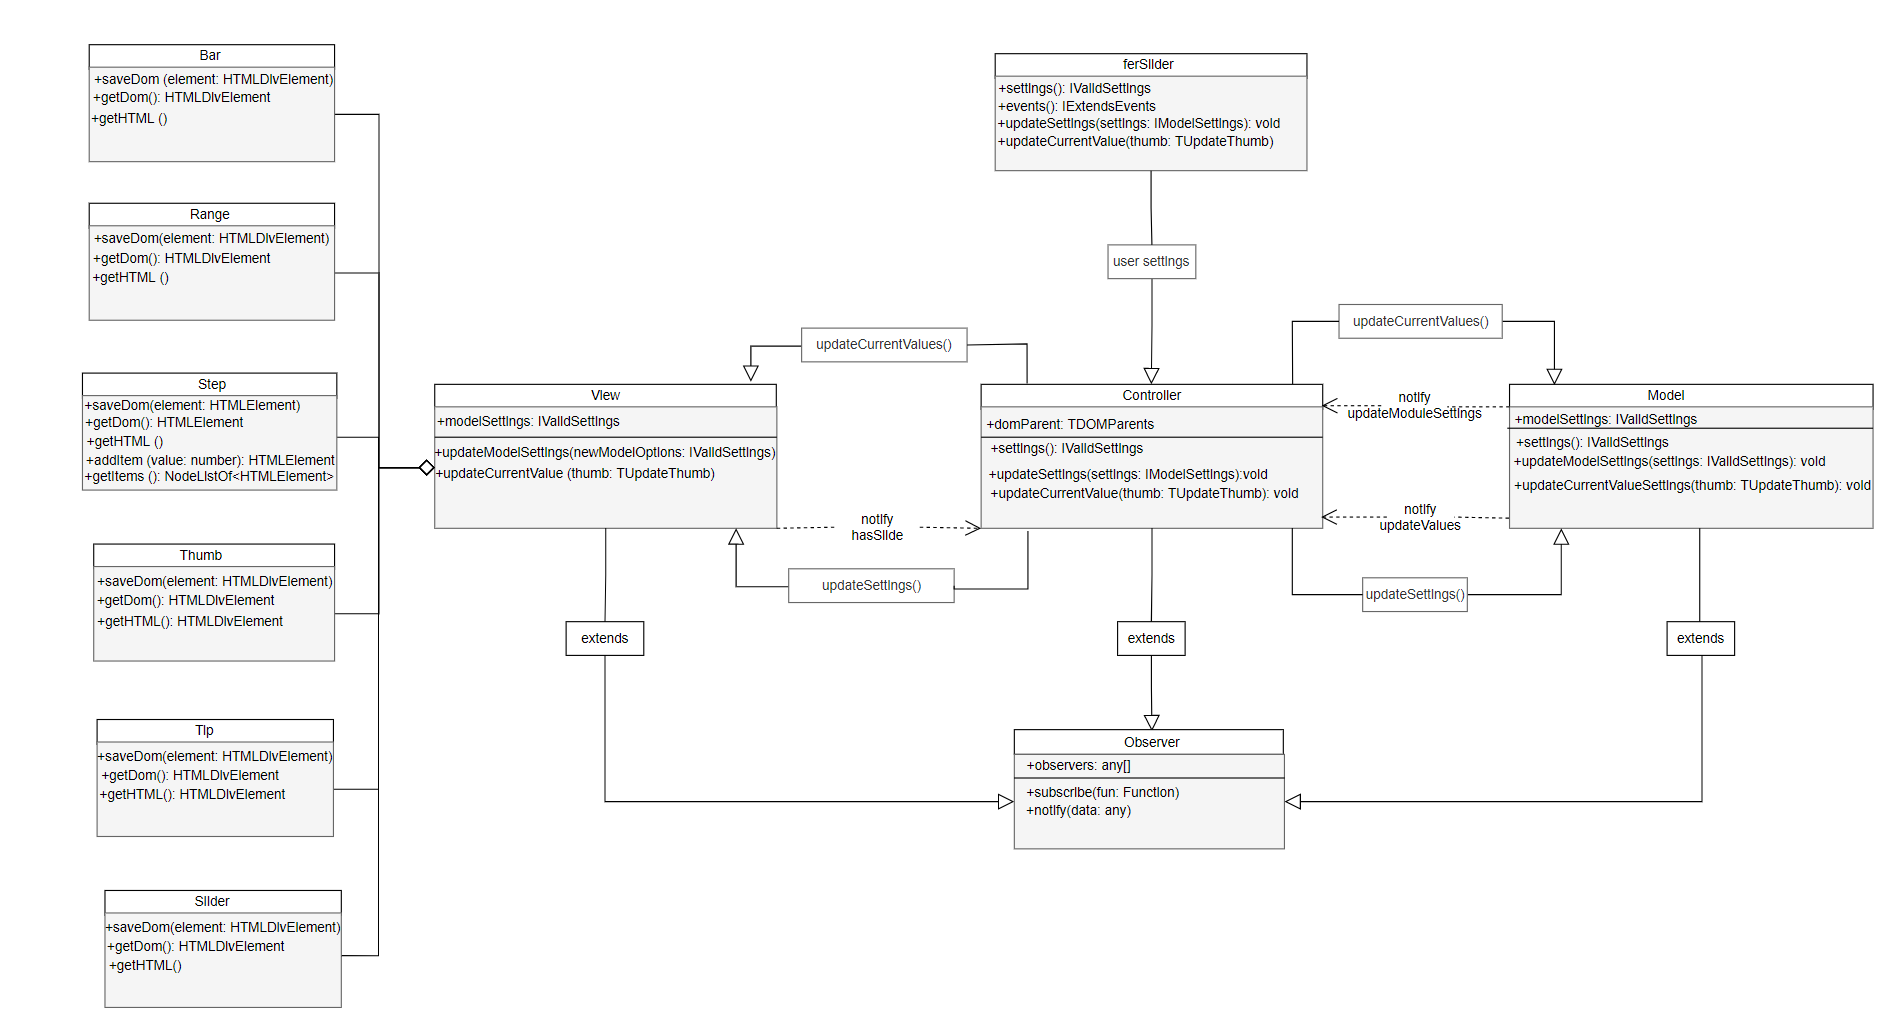 Bar
+saveDom (element: HTMLDivElement)
+getDom(): HTMLDivElement
+getHTML ()
Range
+saveDom(element: HTMLDivElement)
+getDom(): HTMLDivElement
+getHTML ()
Step
+saveDom(element: HTMLElement)
+getDom(): HTMLElement
+getHTML ()
+addItem (value: number): HTMLElement
+getItems (): NodeListOf<HTMLElement>
Thumb
+saveDom(element: HTMLDivElement)
+getDom(): HTMLDivElement
+getHTML(): HTMLDivElement
Tip
+saveDom(element: HTMLDivElement)
+getDom(): HTMLDivElement
+getHTML(): HTMLDivElement
Slider
+saveDom(element: HTMLDivElement)
+getDom(): HTMLDivElement
+getHTML()
ferSlider
+settings(): IValidSettings
+events(): IExtendsEvents
+updateSettings(settings: IModelSettings): void
+updateCurrentValue(thumb: TUpdateThumb)
user settings
updateCurrentValues()
updateCurrentValues()
View
+modelSettings: IValidSettings
+updateModelSettings(newModelOptions: IValidSettings)
+updateCurrentValue (thumb: TUpdateThumb)
notify
hasSlide
updateSettings()
Controller
+domParent: TDOMParents
+settings(): IValidSettings
+updateSettings(settings: IModelSettings):void
+updateCurrentValue(thumb: TUpdateThumb): void
notify
updateModuleSettings
notify
updateValues
updateSettings()
Model
+modelSettings: IValidSettings
+settings(): IValidSettings
+updateModelSettings(settings: IValidSettings): void
+updateCurrentValueSettings(thumb: TUpdateThumb): void
extends
extends
extends
Observer
+observers: any[]
+subscribe(fun: Function)
+notify(data: any)